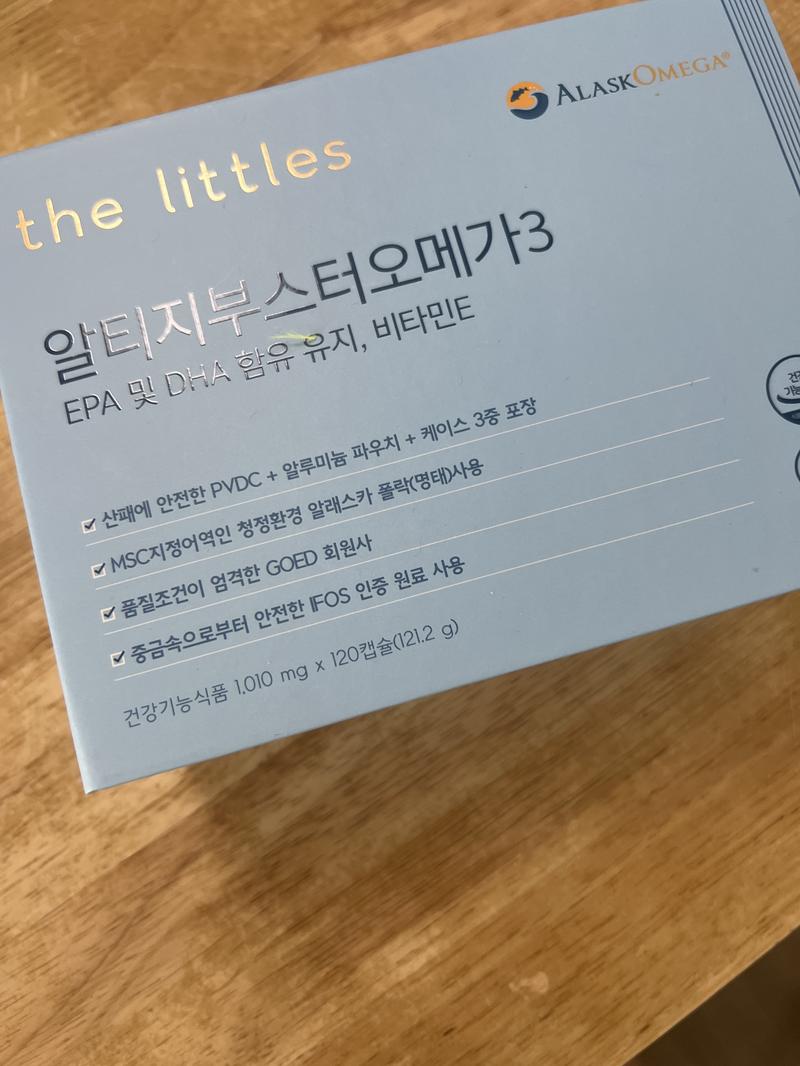 ALASKOMEGA®
the littles
알티지부스터오메가3
EPA 및 DHA 함유 유지, 비타민E
산패에 안전한 PVDC + 알루미늄 파우치 + 케이스 3중 포장
MSC지정어역인 청정환경 알래스카 폴락(명태)사용
품질조건이 엄격한 GOED 회원사
중금속으로부터 안전한 IFOS 인증 원료 사용
건강기능식품 1,010 mg x 120캡슐(121.2 g)